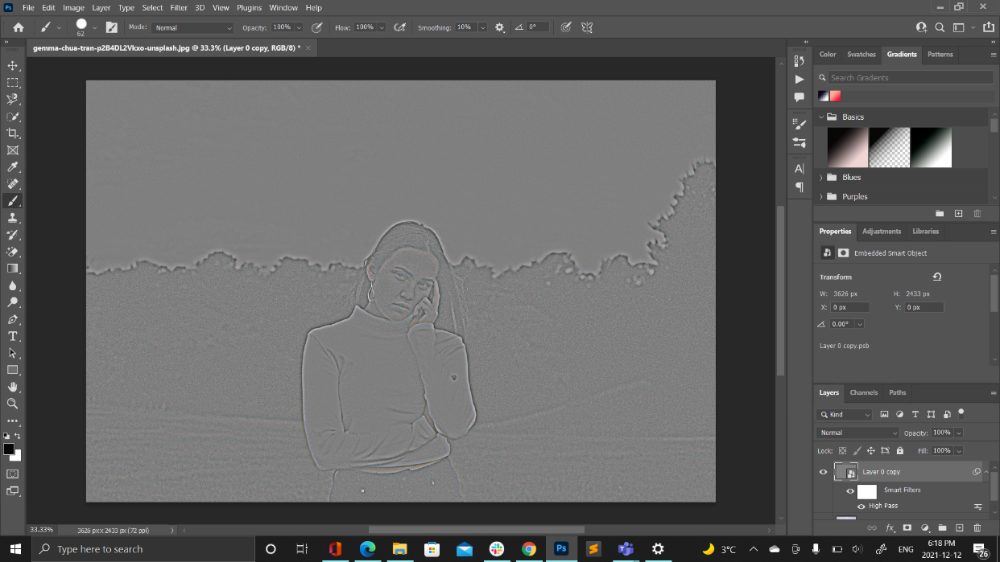 Ps File Edit Image Layer Type Select Filter 3D View Plugins Window Help
62 Mode: Normal Opacity: 100% Flow: 100% Smoothing: 10% 0°
gemma-chua-tran-p2B4DL2Vkxo-unsplash.jpg @ 33.3% (Layer 0 copy, RGB/8) *
Color Swatches Gradients Patterns
Search Gradients
Basics
Blues
Purples
Properties Adjustments Libraries
Embedded Smart Object
Transform
W: 3626 px H: 2433 px
X: 0 px Y: 0 px
0.00°
Layer 0 copy.psb
Layers Channels Paths
Kind
Normal Opacity: 100%
Lock: Fill: 100%
Layer 0 copy
Smart Filters
High Pass
33.33% 3626 px x 2433 px (72 ppi)
Type here to search
Ps
3°C
ENG
6:18 PM
2021-12-12
26